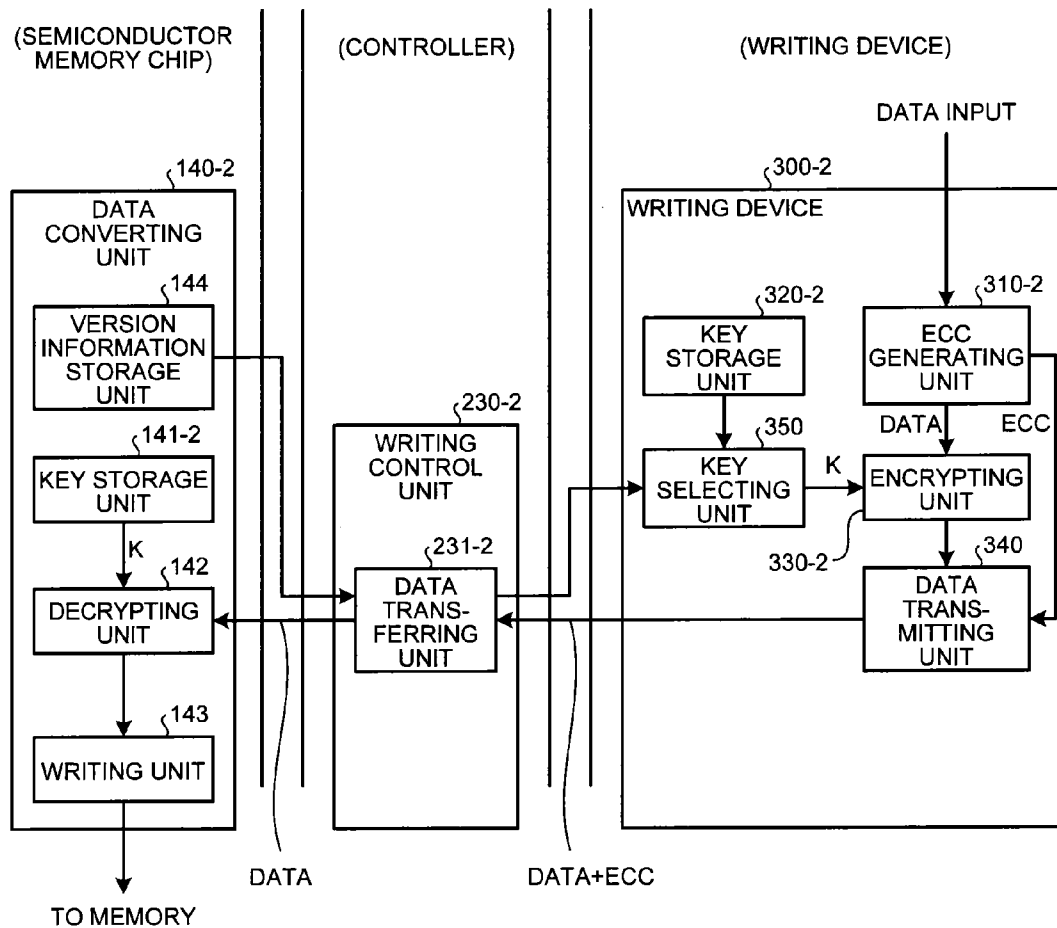 (SEMICONDUCTOR
MEMORY CHIP)
(CONTROLLER)
(WRITING DEVICE)
DATA INPUT
140-2
DATA
CONVERTING
UNIT
144
VERSION
INFORMATION
STORAGE
UNIT
141-2
KEY STORAGE
UNIT
K
142
DECRYPTING
UNIT
143
WRITING UNIT
TO MEMORY
230-2
WRITING
CONTROL
UNIT
231-2
DATA
TRANS-
FERRING
UNIT
DATA
DATA+ECC
300-2
WRITING DEVICE
320-2
KEY
STORAGE
UNIT
310-2
ECC
GENERATING
UNIT
DATA
ECC
350
KEY
SELECTING
UNIT
K
ENCRYPTING
UNIT
330-2
340
DATA
TRANS-
MITTING
UNIT